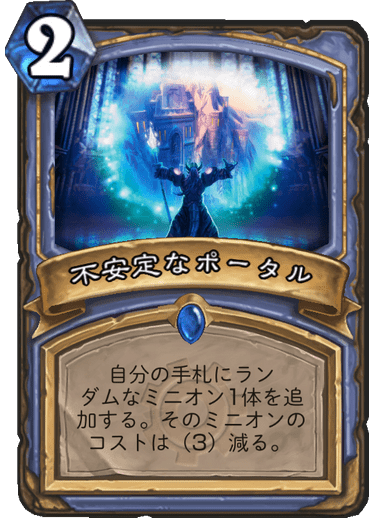 2
不安定なポータル
自分の手札にラン
ダムなミニオン1体を追
加する。そのミニオンの
コストは（3）減る。